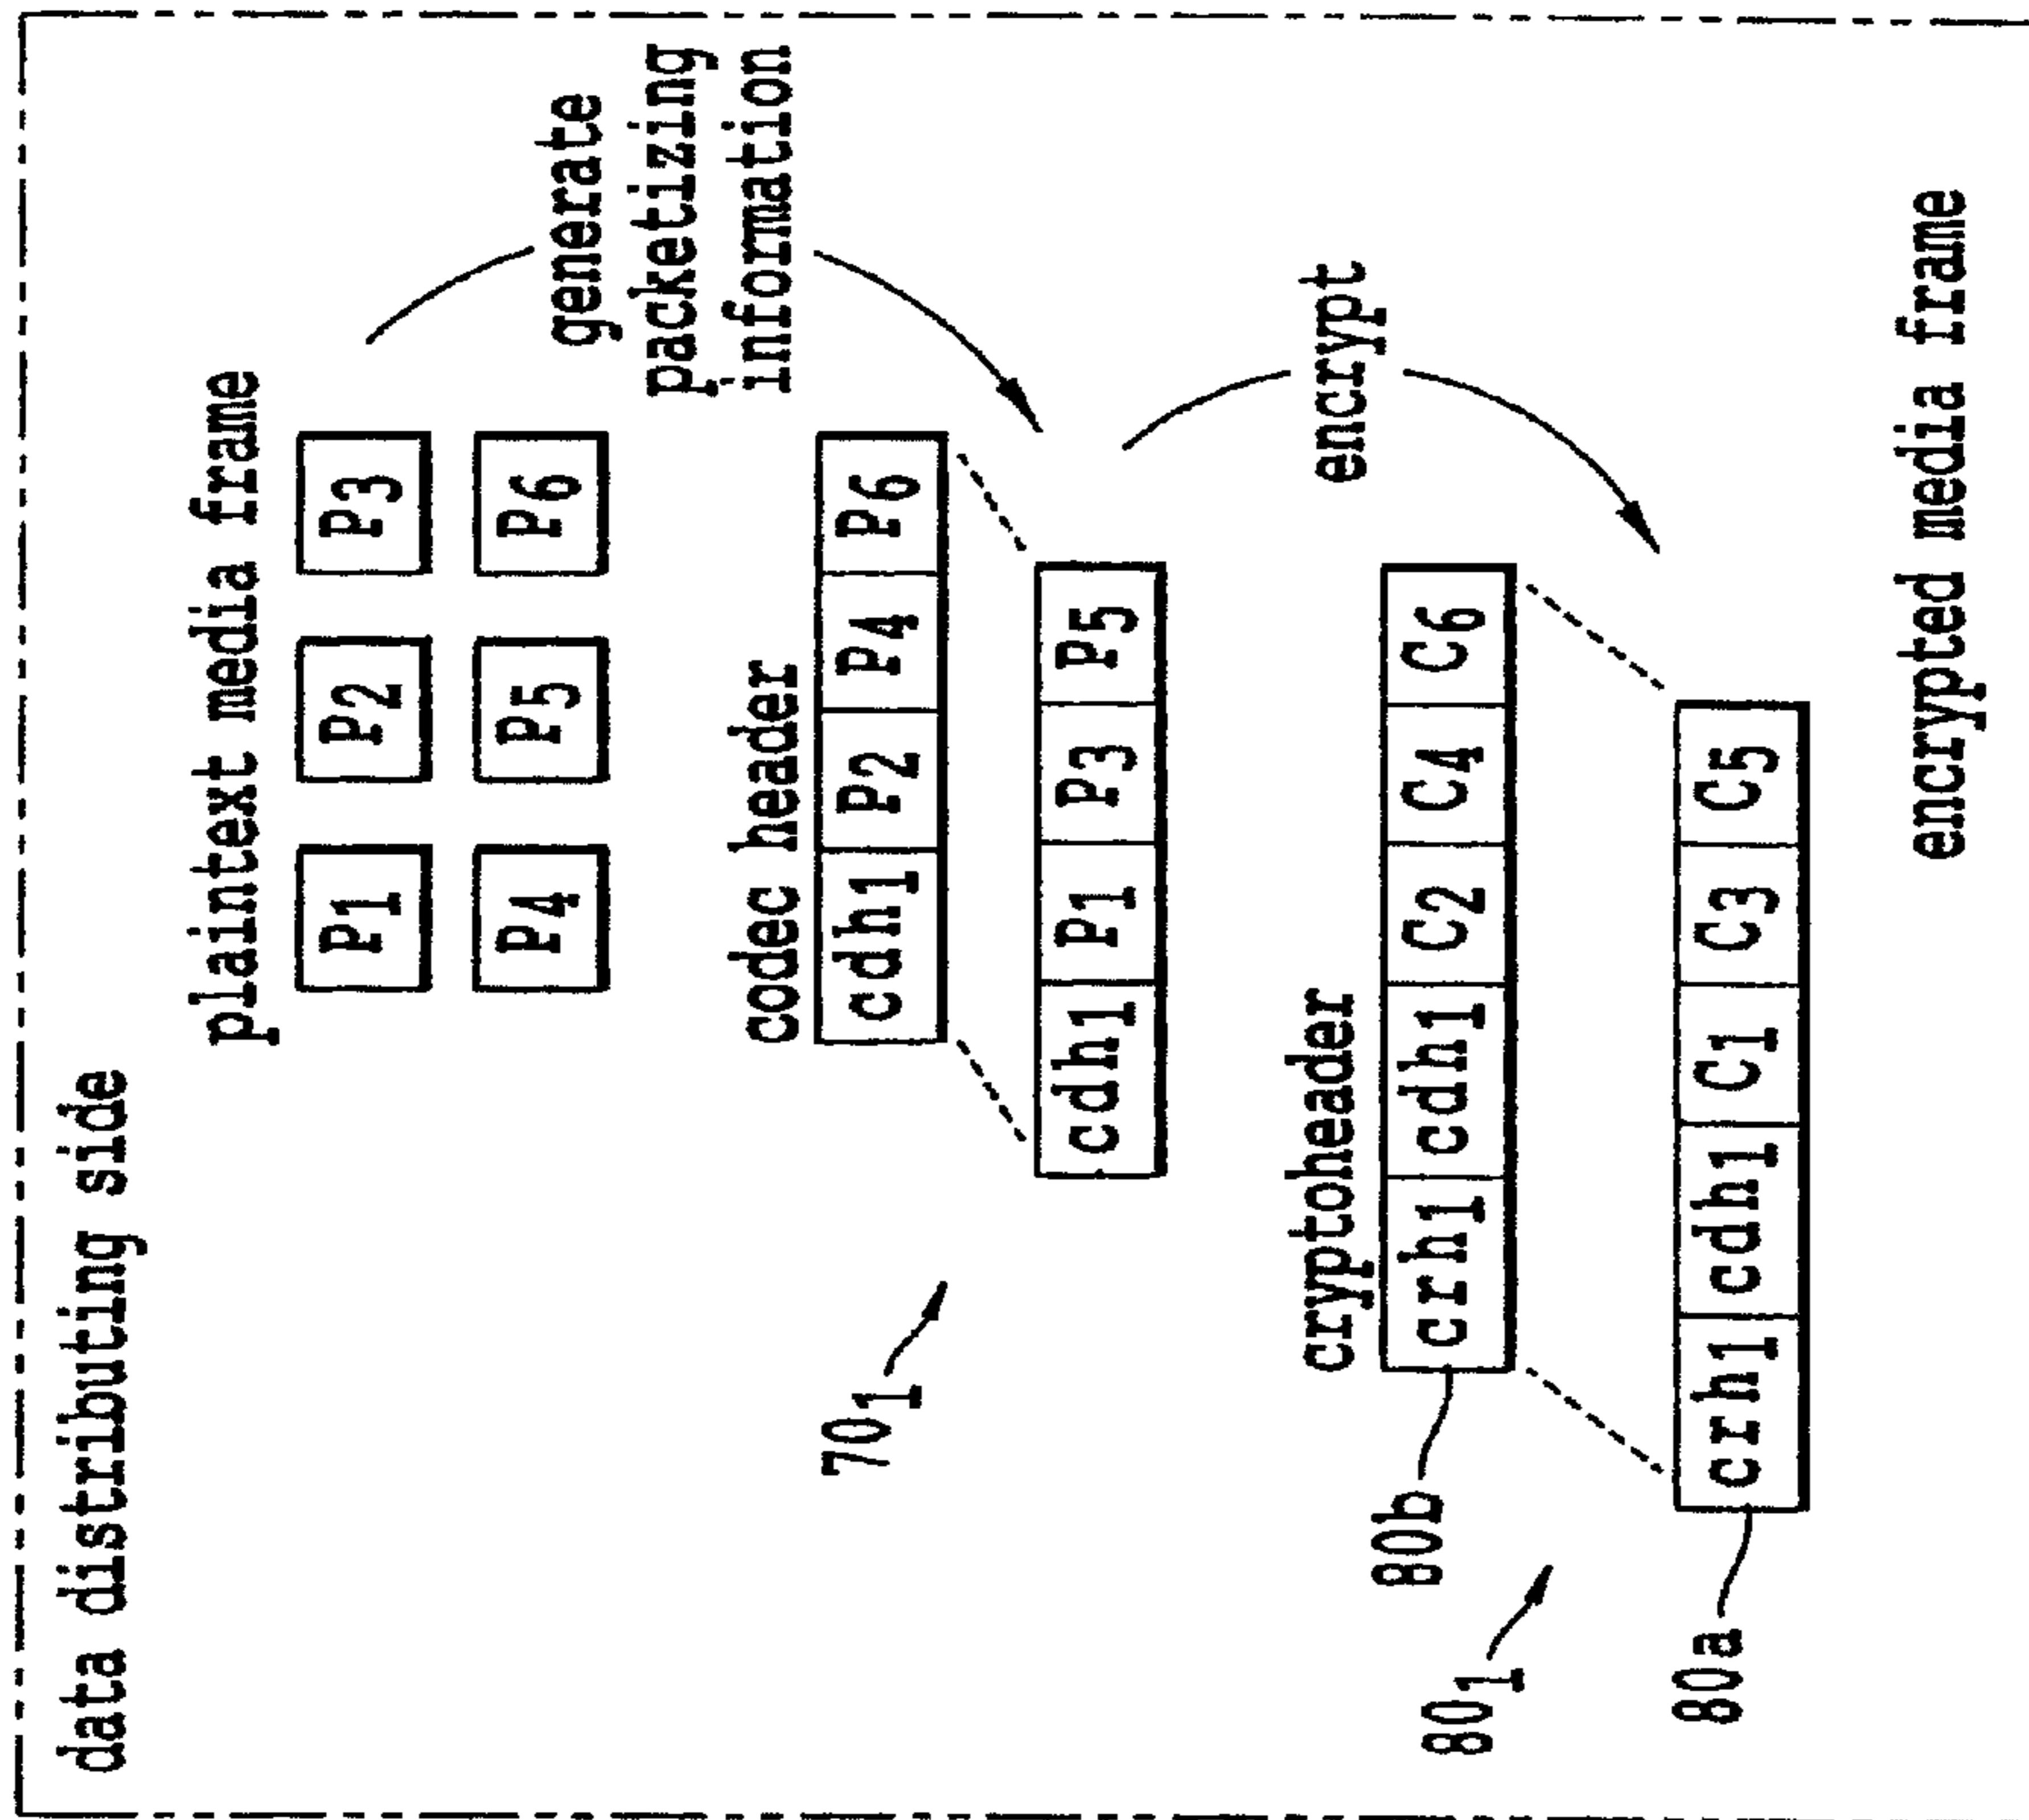 data distributing side
plaintext media frame
P1 P2 P3
P4 P5 P6
generate
packetizing
information
codec header
cdh1 P2 P4 P6
cdh1 P1 P3 P5
70₁
encrypt
cryptoheader
crh1 cdh1 C2 C4 C6
80b
80₁
crh1 cdh1 C1 C3 C5
80a
encrypted media frame